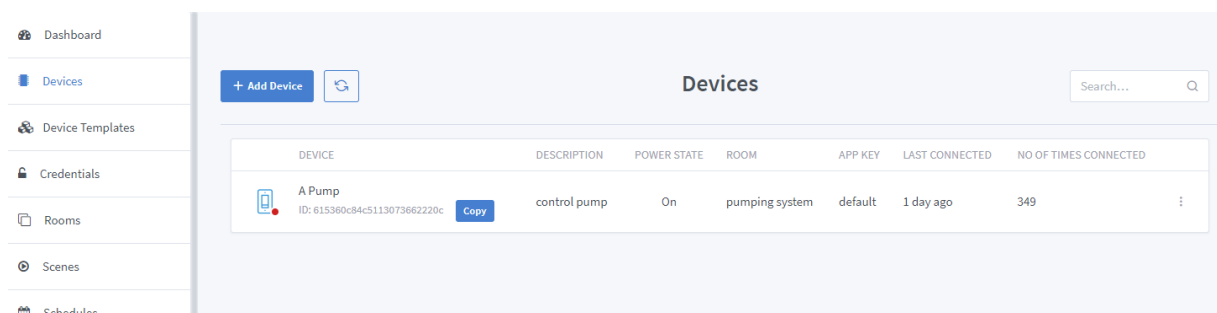 Dashboard
Devices
Device Templates
Credentials
Rooms
Scenes
Schedules
+ Add Device
Devices
Search...
DEVICE DESCRIPTION POWER STATE ROOM APP KEY LAST CONNECTED NO OF TIMES CONNECTED
A Pump
ID: 615360c84c5113073662220c Copy
control pump On pumping system default 1 day ago 349